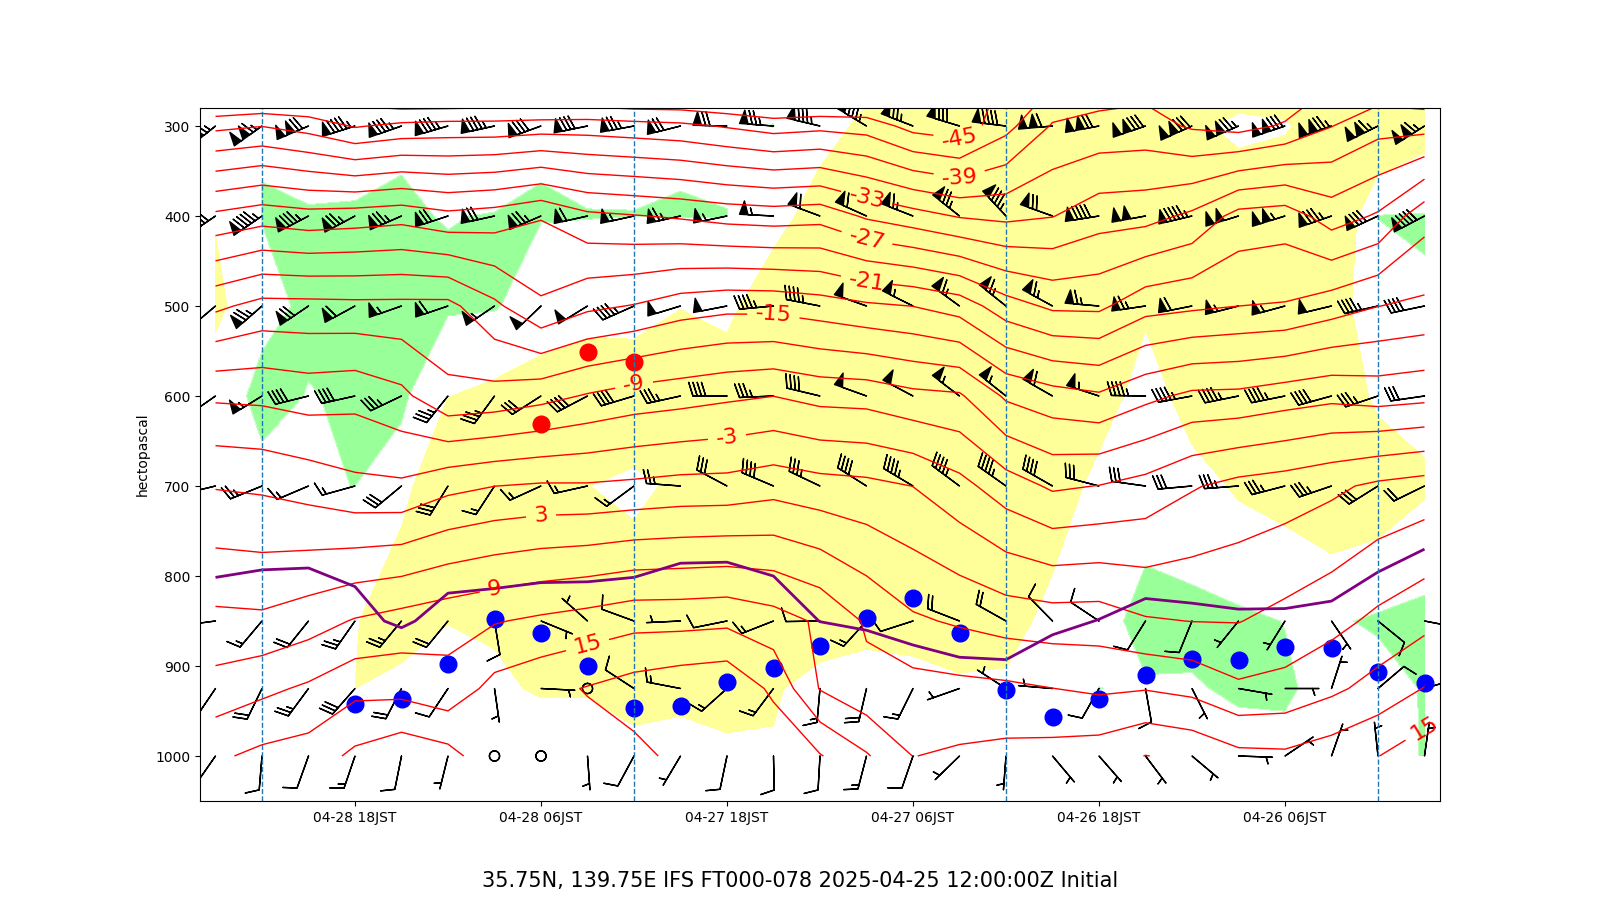 300
400
500
600
700
800
900
1000
hectopascal
-45
-39
-33
-27
-21
-15
-9
-3
3
9
15
15
04-28 18JST
04-28 06JST
04-27 18JST
04-27 06JST
04-26 18JST
04-26 06JST
35.75N, 139.75E IFS FT000-078 2025-04-25 12:00:00Z Initial